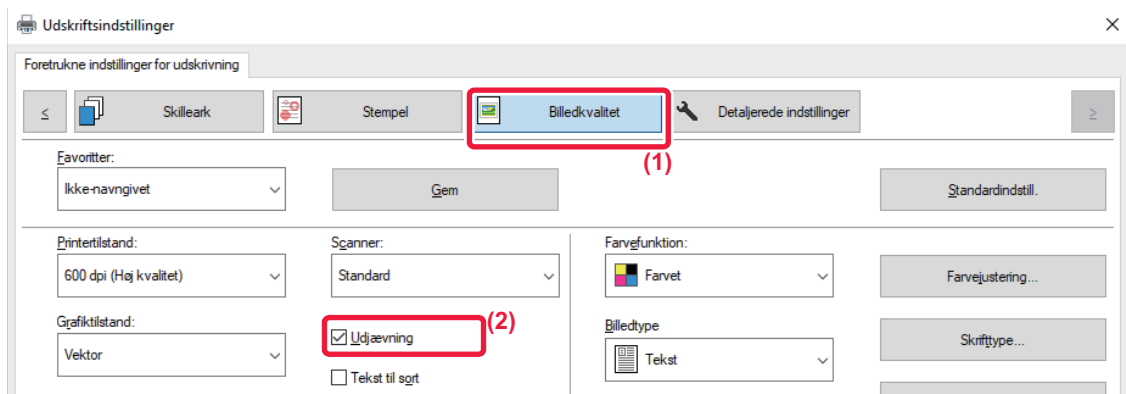 Udskriftsindstillinger
Foretrukne indstillinger for udskrivning
≤ Skilleark Stempel Billedkvalitet Detaljerede indstillinger ≥
(1)
Favoritter:
Ikke-navngivet Gem Standardindstill.
Printertilstand: Scanner: Farvefunktion:
600 dpi (Høj kvalitet) Standard Farvet Farvejustering...
Grafiktilstand: Udjævning (2) Billedtype Skrifttype...
Vektor Tekst til sort Tekst